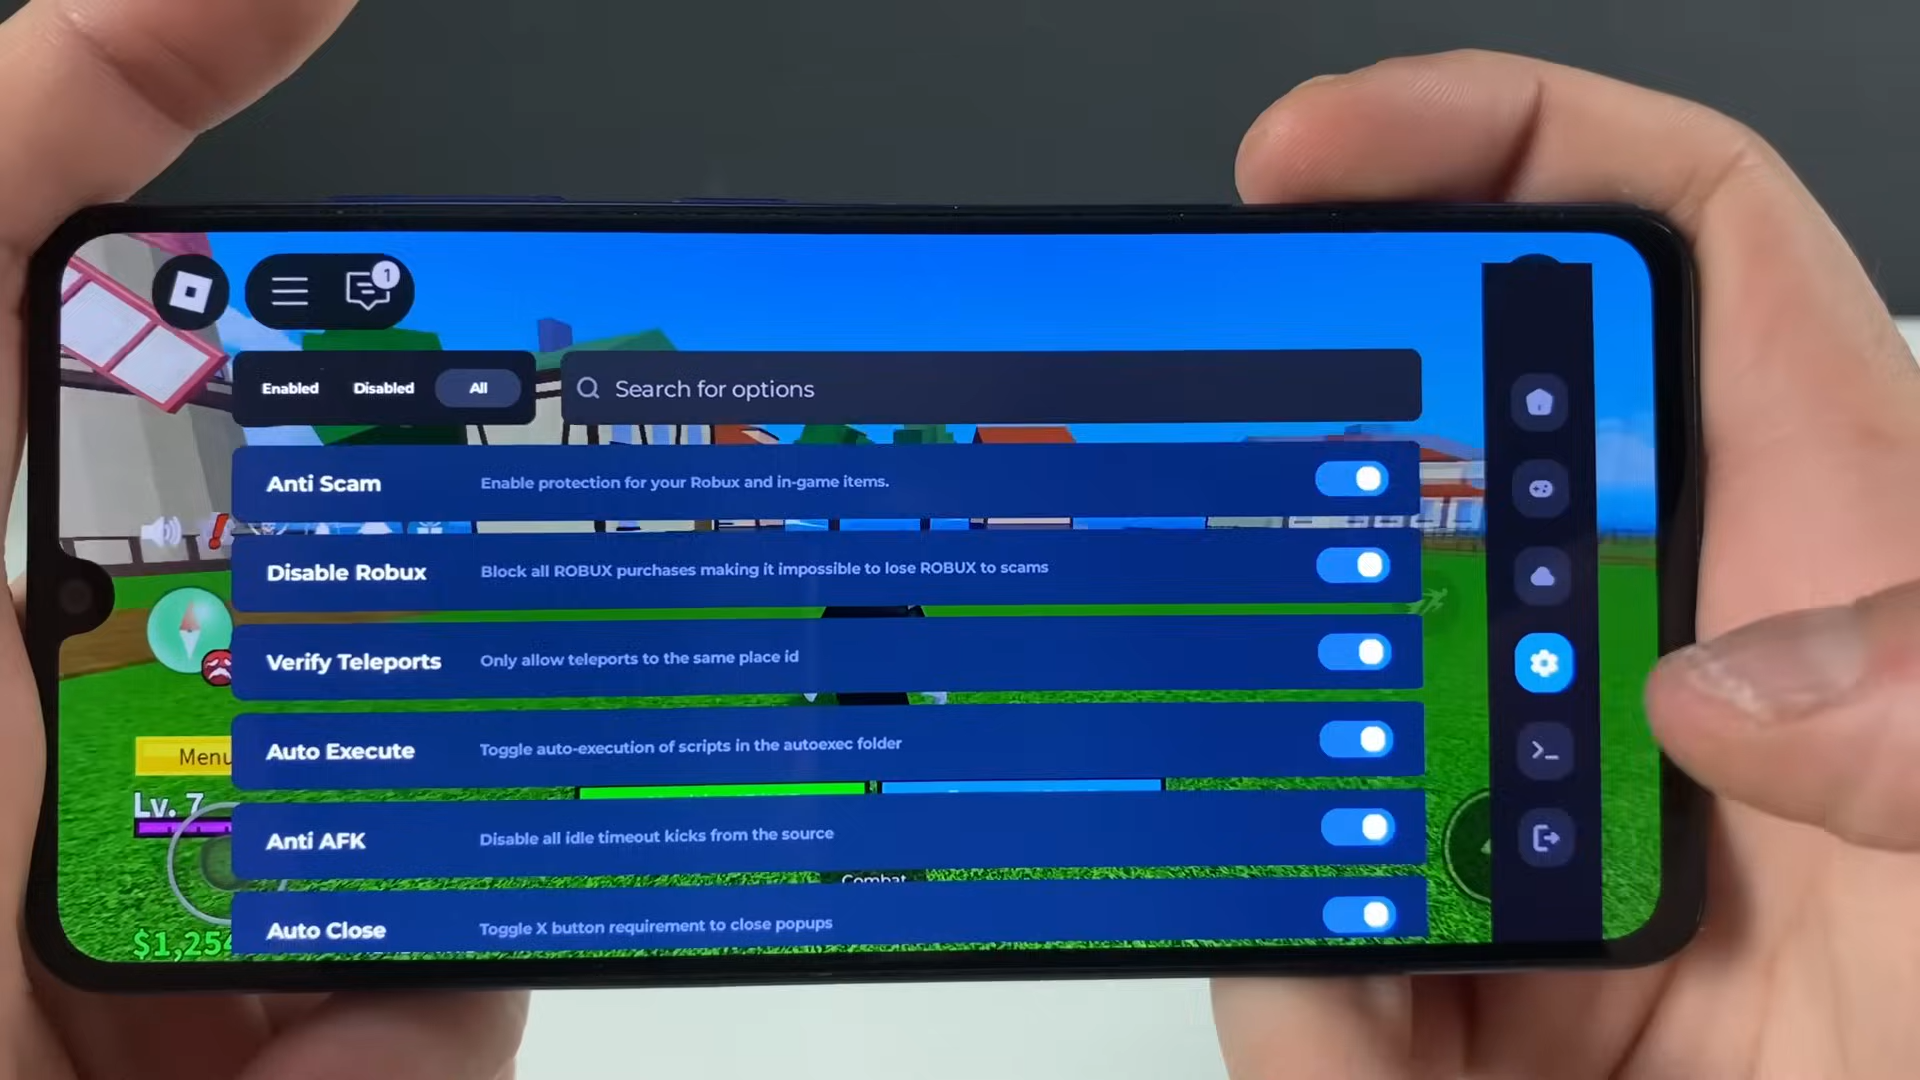 1
Enabled Disabled All
Search for options
Anti Scam Enable protection for your Robux and in-game items.
Disable Robux Block all ROBUX purchases making it impossible to lose ROBUX to scams
Verify Teleports Only allow teleports to the same place id
Auto Execute Toggle auto-execution of scripts in the autoexec folder
Menu
Lv. 7
Anti AFK Disable all idle timeout kicks from the source
Combat
Auto Close Toggle X button requirement to close popups
$1,254